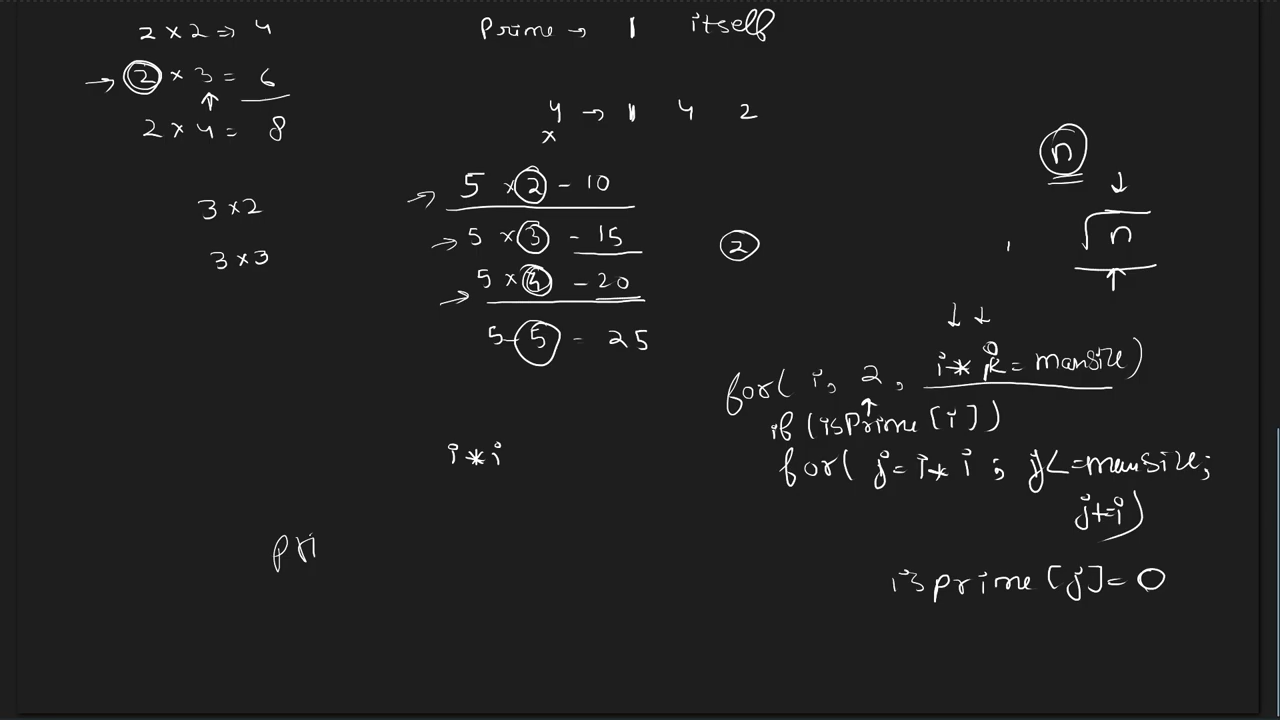 2 × 2 => 4
2 × 3 = 6
2 × 4 = 8
3 × 2
3 × 3
Prime → 1 itself
4 → 1 4 2
×
5 × 2 - 10
5 × 3 - 15
5 × 4 - 20
5 - 5 = 25
2
i * i
pri
n
√n
for( i, 2, i * i <= maxsize)
if (isPrime [i])
for( j = i * i ; j <= maxsize;
j += i)
isprime [j] = 0